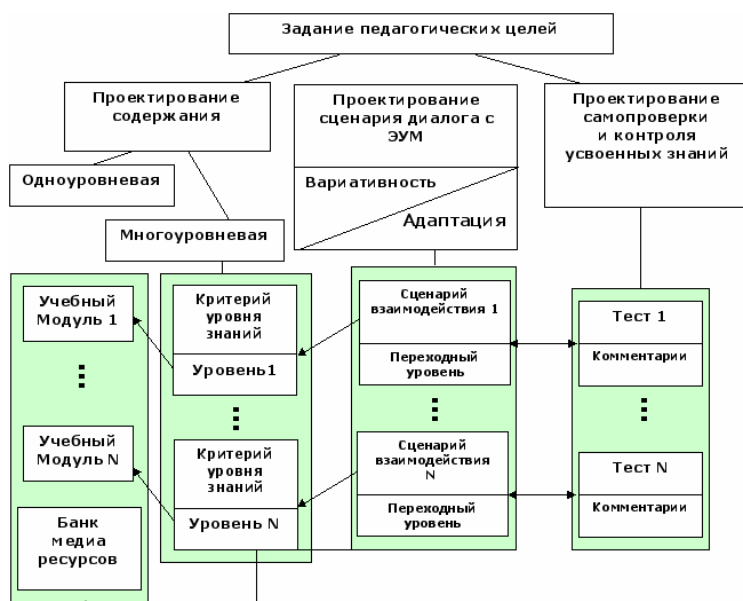 Задание педагогических целей
Проектирование
содержания
Проектирование
сценария диалога с
ЭУМ
Проектирование
самопроверки
и контроля
усвоенных знаний
Одноуровневая
Вариативность
Адаптация
Многоуровневая
Учебный
Модуль 1
Критерий
уровня
знаний
Уровень1
Сценарий
взаимодействия 1
Переходный
уровень
Тест 1
Комментарии
Учебный
Модуль N
Критерий
уровня
знаний
Уровень N
Сценарий
взаимодействия
N
Переходный
уровень
Тест N
Комментарии
Банк
медиа
ресурсов